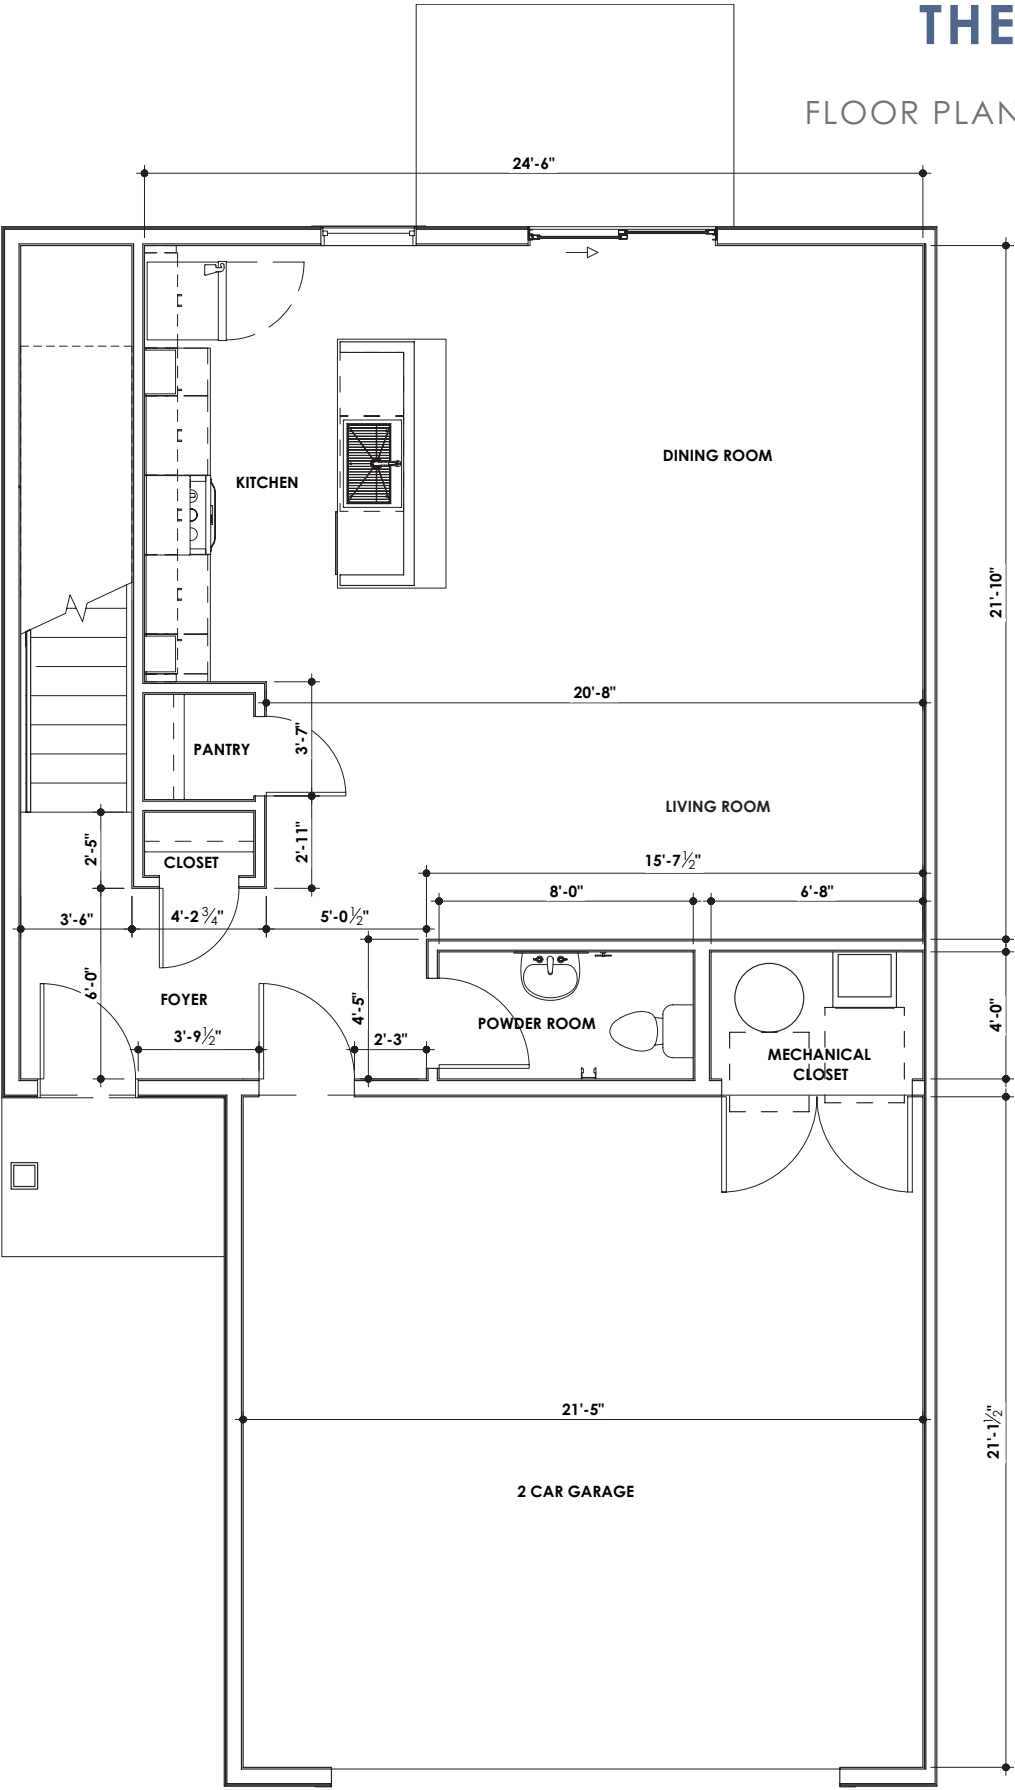 THE
FLOOR PLAN
24'-6"
DINING ROOM
KITCHEN
21'-10"
20'-8"
3'-7"
PANTRY
LIVING ROOM
2'-5"
2'-11"
CLOSET
15'-7½"
8'-0"
6'-8"
3'-6"
4'-2¾"
5'-0½"
6'-0"
FOYER
4'-5"
4'-0"
3'-9½"
2'-3"
POWDER ROOM
MECHANICAL
CLOSET
21'-5"
21'-1½"
2 CAR GARAGE